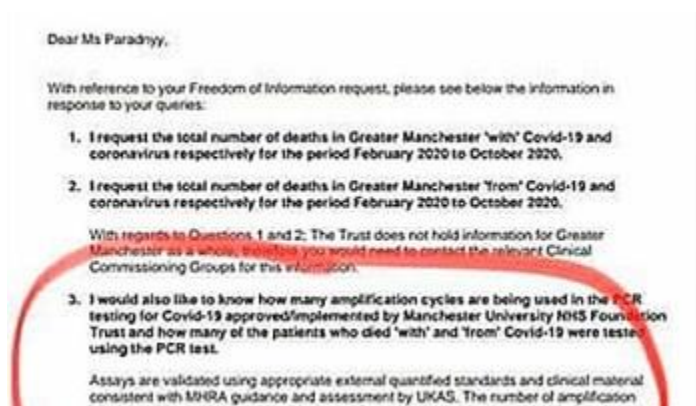 Dear Ms Paradnyy,
With reference to your Freedom of Information request, please see below the information in
response to your queries:
1. I request the total number of deaths in Greater Manchester 'with' Covid-19 and
coronavirus respectively for the period February 2020 to October 2020.
2. I request the total number of deaths in Greater Manchester 'from' Covid-19 and
coronavirus respectively for the period February 2020 to October 2020.
With regards to Questions 1 and 2; The Trust does not hold information for Greater
Manchester as a whole, therefore you would need to contact the relevant Clinical
Commissioning Groups for this information.
3. I would also like to know how many amplification cycles are being used in the PCR
testing for Covid-19 approved/implemented by Manchester University NHS Foundation
Trust and how many of the patients who died 'with' and 'from' Covid-19 were tested
using the PCR test.
Assays are validated using appropriate external quantified standards and clinical material
consistent with MHRA guidance and assessment by UKAS. The number of amplification